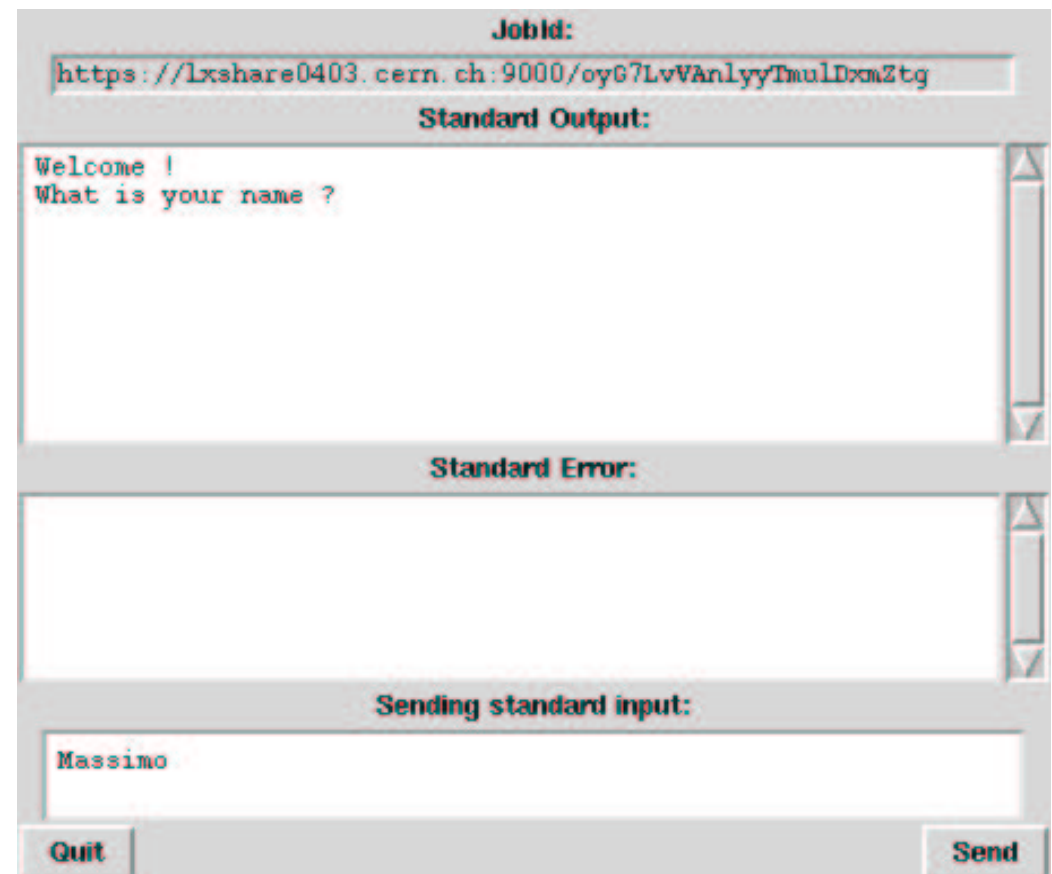 JobId:
https://lxshare0403.cern.ch:9000/oyG7LvVAnlyyTmulDxmZtg
Standard Output:
Welcome !
What is your name ?
Standard Error:
Sending standard input:
Massimo
Quit
Send